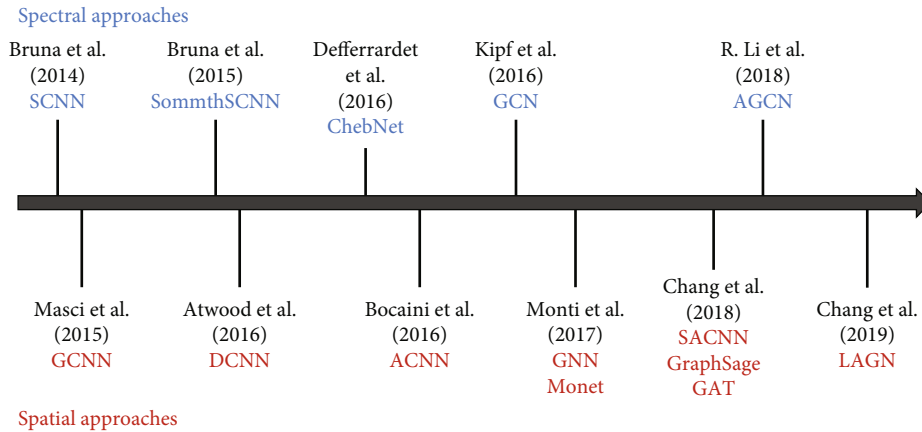 Spectral approaches
Bruna et al.
(2014)
SCNN
Bruna et al.
(2015)
SommthSCNN
Defferrardet
et al.
(2016)
ChebNet
Kipf et al.
(2016)
GCN
R. Li et al.
(2018)
AGCN
Masci et al.
(2015)
GCNN
Atwood et al.
(2016)
DCNN
Bocaini et al.
(2016)
ACNN
Monti et al.
(2017)
GNN
Monet
Chang et al.
(2018)
SACNN
GraphSage
GAT
Chang et al.
(2019)
LAGN
Spatial approaches